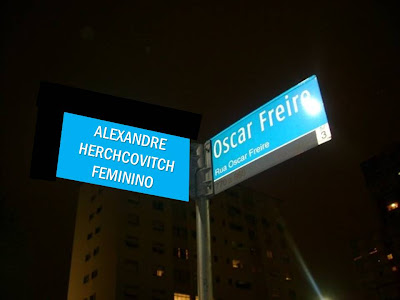 ALEXANDRE
HERCHCOVITCH
FEMININO
Oscar Freire
Rua Oscar Freire
3